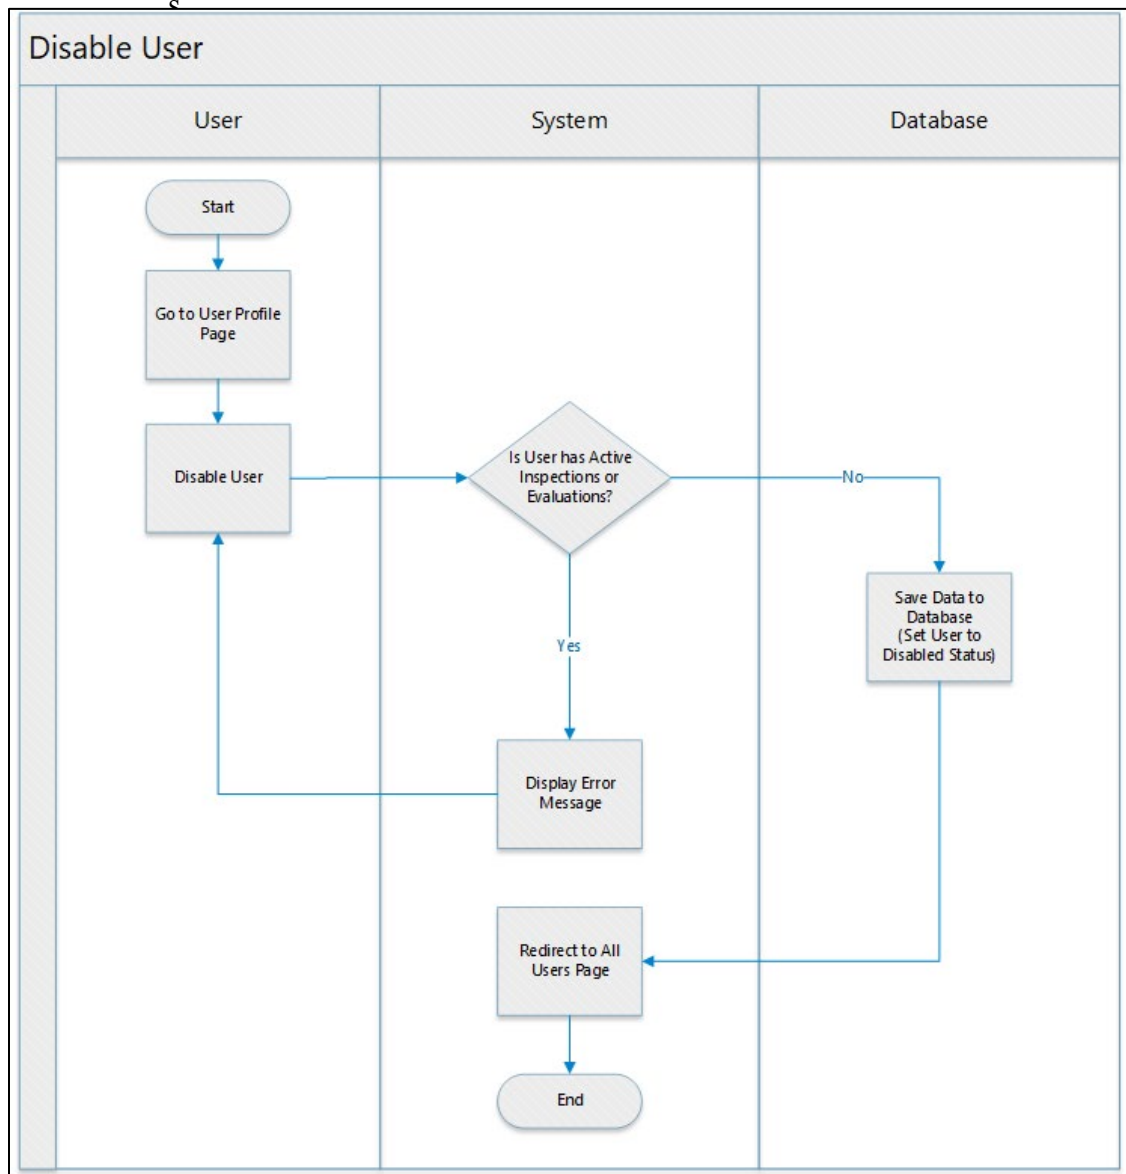 s
Disable User
User
System
Database
Start
Go to User Profile
Page
Disable User
Is User has Active
Inspections or
Evaluations?
No
Save Data to
Database
(Set User to
Disabled Status)
Yes
Display Error
Message
Redirect to All
Users Page
End